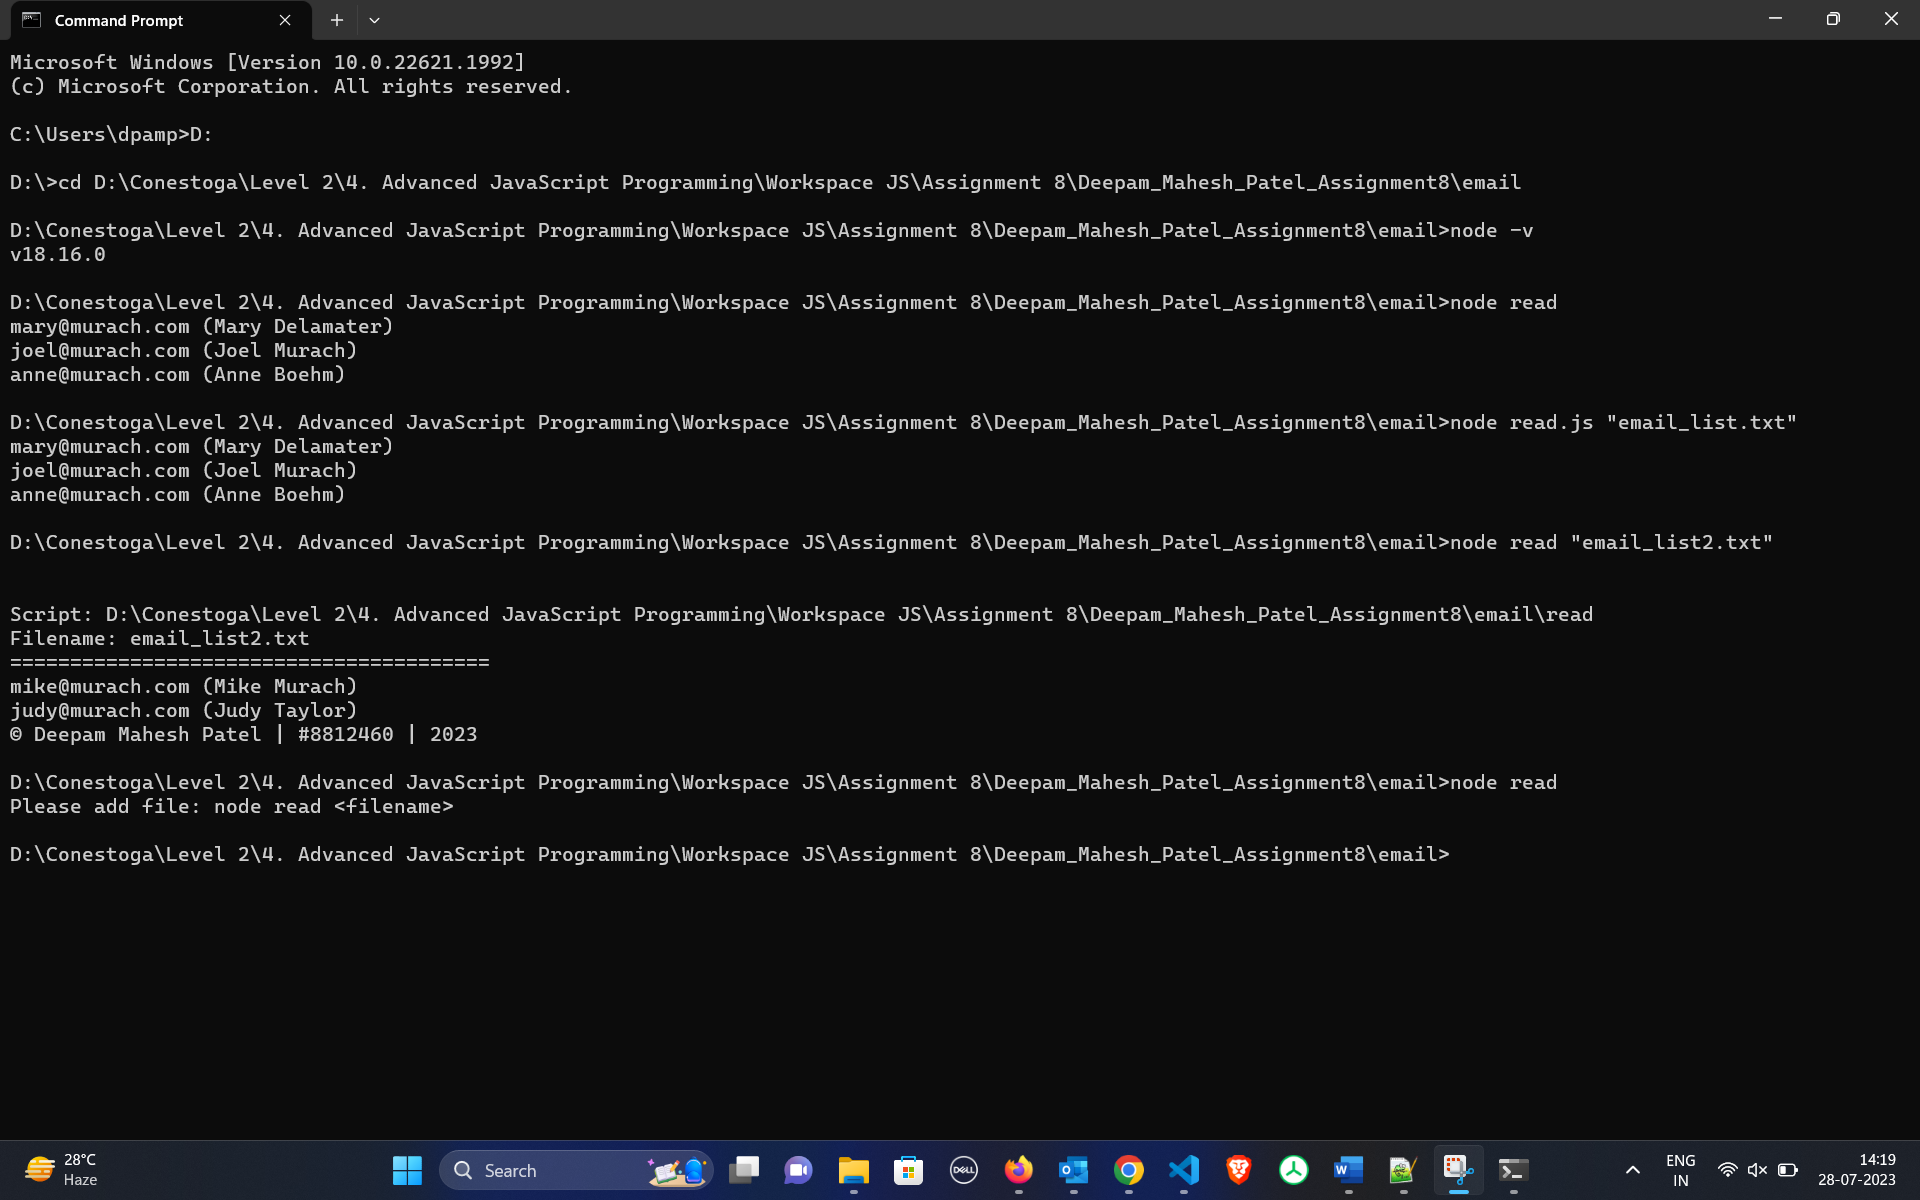 Command Prompt
Microsoft Windows [Version 10.0.22621.1992]
(c) Microsoft Corporation. All rights reserved.
C:\Users\dpamp>D:
D:\>cd D:\Conestoga\Level 2\4. Advanced JavaScript Programming\Workspace JS\Assignment 8\Deepam_Mahesh_Patel_Assignment8\email
D:\Conestoga\Level 2\4. Advanced JavaScript Programming\Workspace JS\Assignment 8\Deepam_Mahesh_Patel_Assignment8\email>node -v
v18.16.0
D:\Conestoga\Level 2\4. Advanced JavaScript Programming\Workspace JS\Assignment 8\Deepam_Mahesh_Patel_Assignment8\email>node read
mary@murach.com (Mary Delamater)
joel@murach.com (Joel Murach)
anne@murach.com (Anne Boehm)
D:\Conestoga\Level 2\4. Advanced JavaScript Programming\Workspace JS\Assignment 8\Deepam_Mahesh_Patel_Assignment8\email>node read.js "email_list.txt"
mary@murach.com (Mary Delamater)
joel@murach.com (Joel Murach)
anne@murach.com (Anne Boehm)
D:\Conestoga\Level 2\4. Advanced JavaScript Programming\Workspace JS\Assignment 8\Deepam_Mahesh_Patel_Assignment8\email>node read "email_list2.txt"
Script: D:\Conestoga\Level 2\4. Advanced JavaScript Programming\Workspace JS\Assignment 8\Deepam_Mahesh_Patel_Assignment8\email\read
Filename: email_list2.txt
========================================
mike@murach.com (Mike Murach)
judy@murach.com (Judy Taylor)
© Deepam Mahesh Patel | #8812460 | 2023
D:\Conestoga\Level 2\4. Advanced JavaScript Programming\Workspace JS\Assignment 8\Deepam_Mahesh_Patel_Assignment8\email>node read
Please add file: node read <filename>
D:\Conestoga\Level 2\4. Advanced JavaScript Programming\Workspace JS\Assignment 8\Deepam_Mahesh_Patel_Assignment8\email>
28°C
Haze
Search
DELL
ENG
IN
14:19
28-07-2023